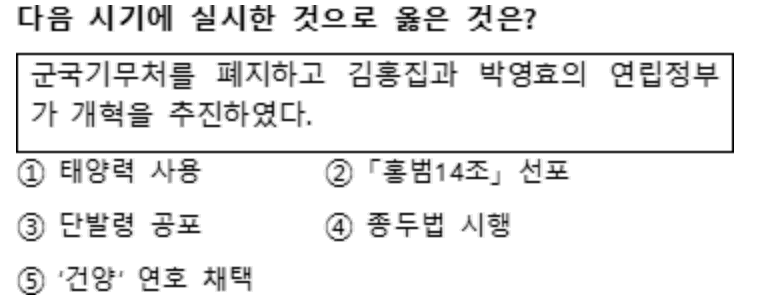 다음 시기에 실시한 것으로 옳은 것은?
군국기무처를 폐지하고 김홍집과 박영효의 연립정부
가 개혁을 추진하였다.
① 태양력 사용 ② 「홍범14조」 선포
③ 단발령 공포 ④ 종두법 시행
⑤ '건양' 연호 채택